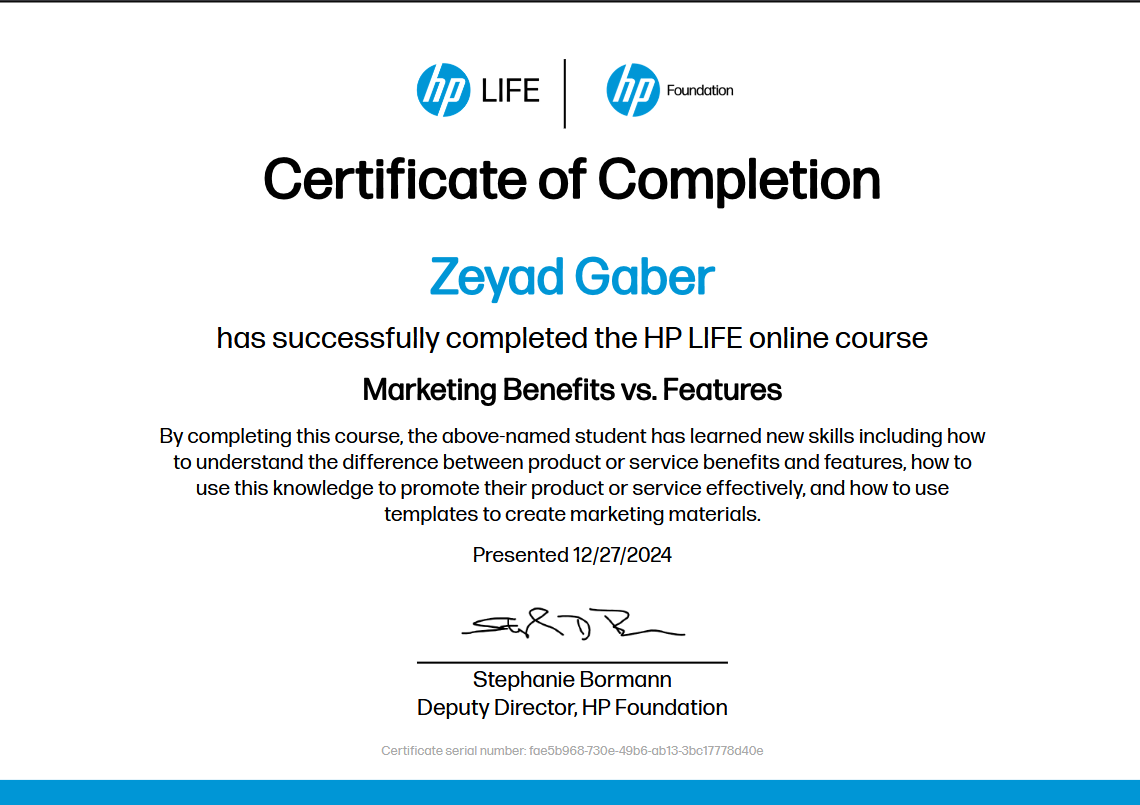 hp LIFE hp Foundation
Certificate of Completion
Zeyad Gaber
has successfully completed the HP LIFE online course
Marketing Benefits vs. Features
By completing this course, the above-named student has learned new skills including how
to understand the difference between product or service benefits and features, how to
use this knowledge to promote their product or service effectively, and how to use
templates to create marketing materials.
Presented 12/27/2024
Stephanie Bormann
Deputy Director, HP Foundation
Certificate serial number: fae5b968-730e-49b6-ab13-3bc17778d40e